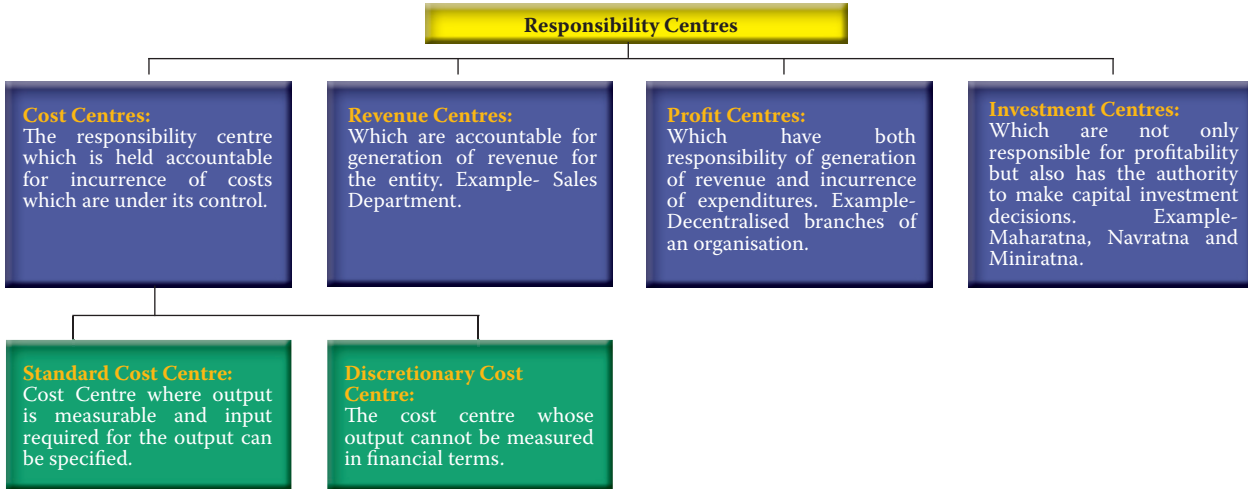 Responsibility Centres
Cost Centres:
The responsibility centre
which is held accountable
for incurrence of costs
which are under its control.
Revenue Centres:
Which are accountable for
generation of revenue for
the entity. Example- Sales
Department.
Profit Centres:
Which have both
responsibility of generation
of revenue and incurrence
of expenditures. Example-
Decentralised branches of
an organisation.
Investment Centres:
Which are not only
responsible for profitability
but also has the authority
to make capital investment
decisions. Example-
Maharatna, Navratna and
Miniratna.
Standard Cost Centre:
Cost Centre where output
is measurable and input
required for the output can
be specified.
Discretionary Cost
Centre:
The cost centre whose
output cannot be measured
in financial terms.